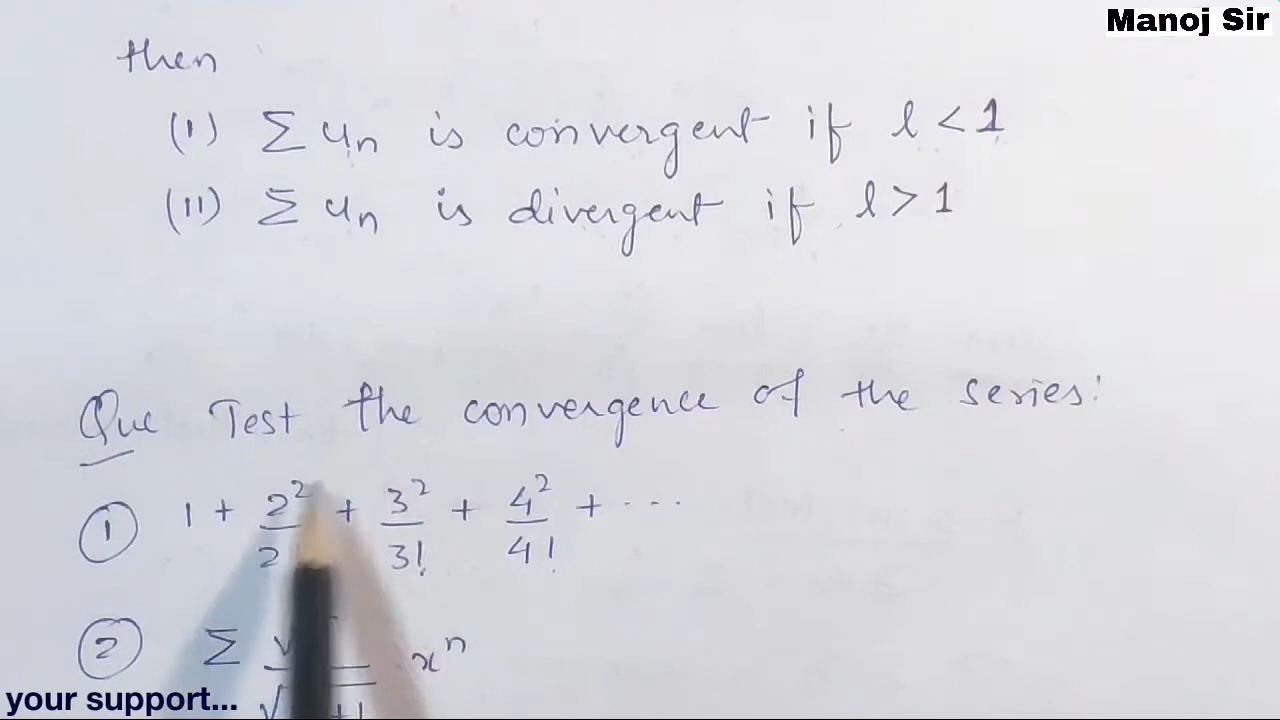 Manoj Sir
then
(I) Σ un is convergent if l < 1
(II) Σ un is divergent if l > 1
Que Test the convergence of the series:
① 1 + 2²/2! + 3²/3! + 4²/4! + ...
② Σ √ / √ +1 xⁿ
your support...